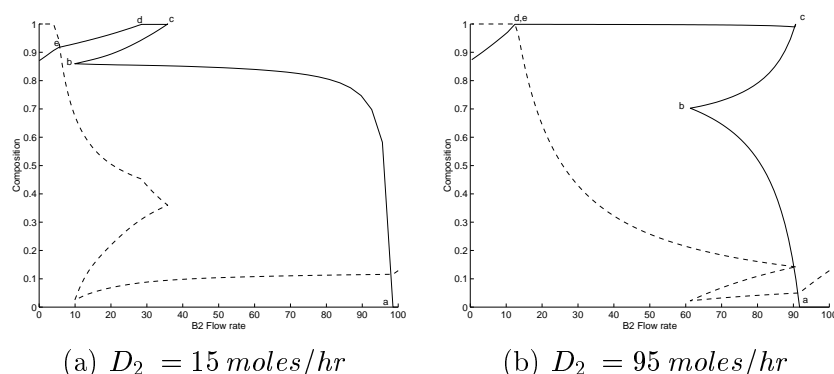 1
0.9
0.8
0.7
0.6
0.5
0.4
0.3
0.2
0.1
0
Composition
0 10 20 30 40 50 60 70 80 90 100
B2 Flow rate
e
d
c
b
a
(a) D₂ = 15 moles/hr
1
0.9
0.8
0.7
0.6
0.5
0.4
0.3
0.2
0.1
0
Composition
0 10 20 30 40 50 60 70 80 90 100
B2 Flow rate
d,e
c
b
a
(b) D₂ = 95 moles/hr